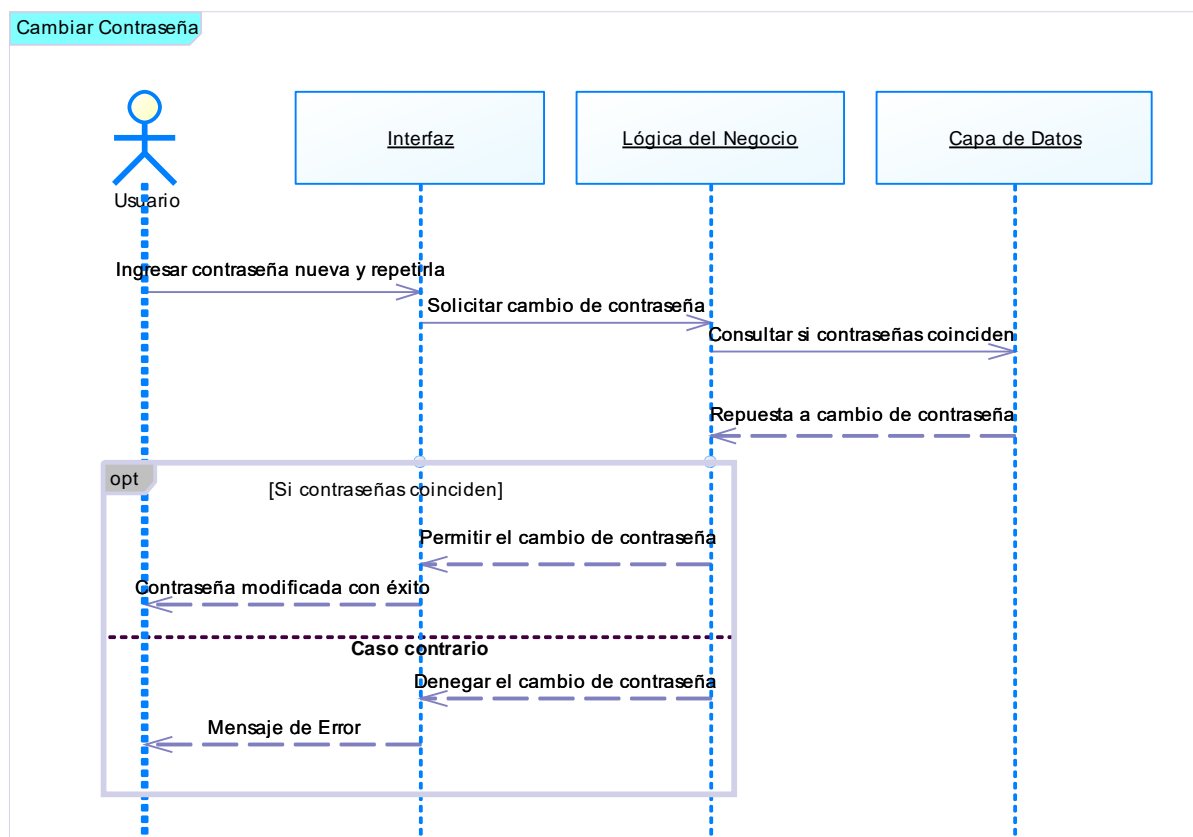 Cambiar Contraseña
Interfaz
Lógica del Negocio
Capa de Datos
Usuario
Ingresar contraseña nueva y repetirla
Solicitar cambio de contraseña
Consultar si contraseñas coinciden
Repuesta a cambio de contraseña
opt
[Si contraseñas coinciden]
Permitir el cambio de contraseña
Contraseña modificada con éxito
Caso contrario
Denegar el cambio de contraseña
Mensaje de Error